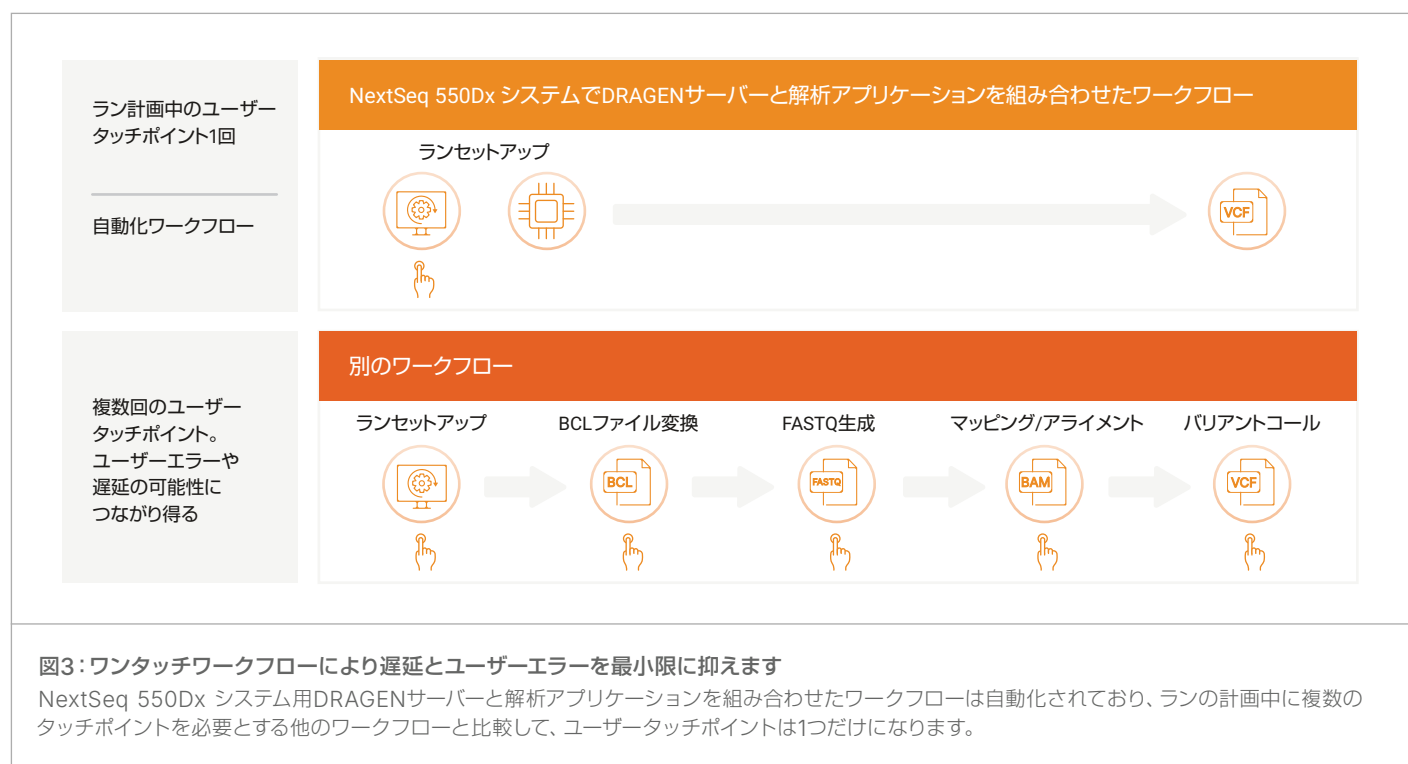 ラン計画中のユーザー
タッチポイント1回
自動化ワークフロー
NextSeq 550Dx システムでDRAGENサーバーと解析アプリケーションを組み合わせたワークフロー
ランセットアップ
VCF
複数回のユーザー
タッチポイント。
ユーザーエラーや
遅延の可能性に
つながり得る
別のワークフロー
ランセットアップ
BCLファイル変換
FASTQ生成
マッピング/アライメント
バリアントコール
BCL
FASTQ
BAM
VCF
図3：ワンタッチワークフローにより遅延とユーザーエラーを最小限に抑えます
NextSeq 550Dx システム用DRAGENサーバーと解析アプリケーションを組み合わせたワークフローは自動化されており、ランの計画中に複数の
タッチポイントを必要とする他のワークフローと比較して、ユーザータッチポイントは1つだけになります。